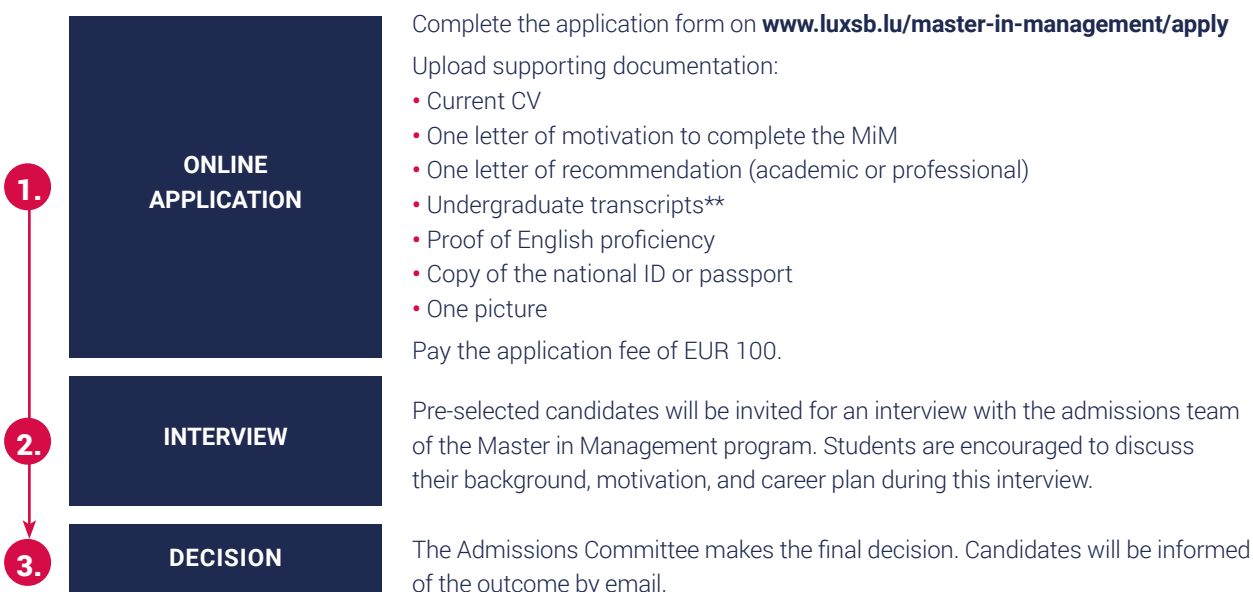 Complete the application form on www.luxsb.lu/master-in-management/apply
Upload supporting documentation:
• Current CV
• One letter of motivation to complete the MiM
• One letter of recommendation (academic or professional)
• Undergraduate transcripts**
• Proof of English proficiency
• Copy of the national ID or passport
• One picture
Pay the application fee of EUR 100.
1.
ONLINE
APPLICATION
2.
INTERVIEW
Pre-selected candidates will be invited for an interview with the admissions team
of the Master in Management program. Students are encouraged to discuss
their background, motivation, and career plan during this interview.
3.
DECISION
The Admissions Committee makes the final decision. Candidates will be informed
of the outcome by email.